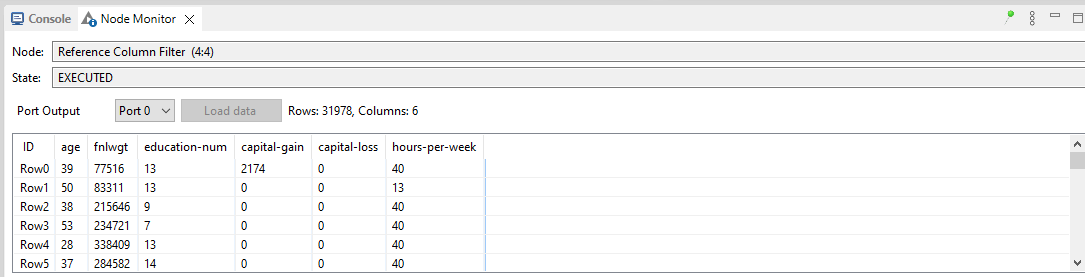 Console Node Monitor
Node: Reference Column Filter (4:4)
State: EXECUTED
Port Output Port 0 Load data Rows: 31978, Columns: 6
ID age fnlwgt education-num capital-gain capital-loss hours-per-week
Row0 39 77516 13 2174 0 40
Row1 50 83311 13 0 0 13
Row2 38 215646 9 0 0 40
Row3 53 234721 7 0 0 40
Row4 28 338409 13 0 0 40
Row5 37 284582 14 0 0 40